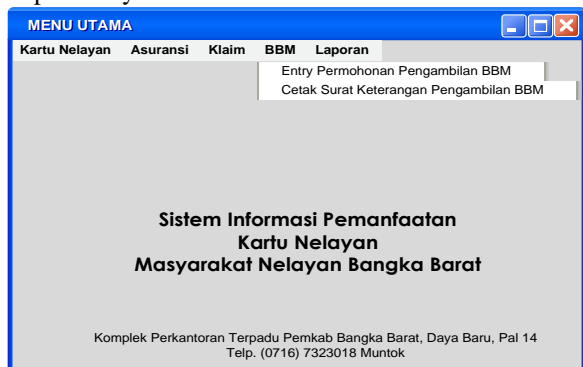 MENU UTAMA
Kartu Nelayan Asuransi Klaim BBM Laporan
Entry Permohonan Pengambilan BBM
Cetak Surat Keterangan Pengambilan BBM
Sistem Informasi Pemanfaatan
Kartu Nelayan
Masyarakat Nelayan Bangka Barat
Komplek Perkantoran Terpadu Pemkab Bangka Barat, Daya Baru, Pal 14
Telp. (0716) 7323018 Muntok